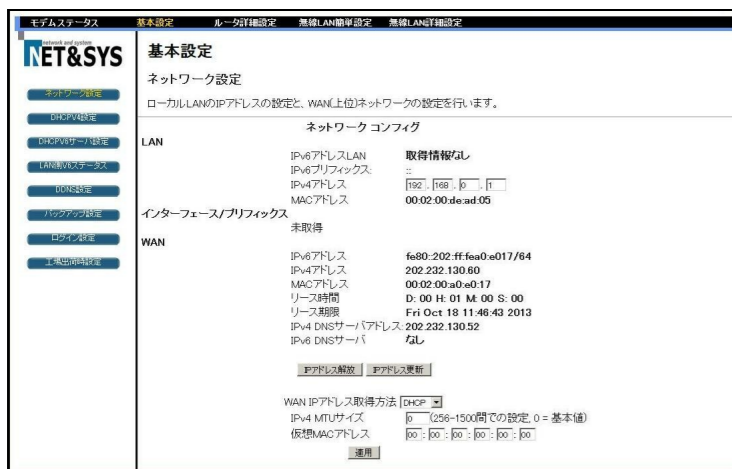 モデムステータス 基本設定 ルータ詳細設定 無線LAN簡単設定 無線LAN詳細設定
network and system
NET&SYS
基本設定
ネットワーク設定
ローカルLANのIPアドレスの設定と、WAN(上位)ネットワークの設定を行います。
ネットワーク設定
DHCPV4設定
DHCPV6サーバ設定
LAN側V6ステータス
DDNS設定
バックアップ設定
ログイン設定
工場出荷時設定
ネットワーク コンフィグ
LAN
IPv6アドレスLAN 取得情報なし
IPv6プリフィックス: ::
IPv4アドレス 192 . 168 . 0 . 1
MACアドレス 00:02:00:de:ad:05
インターフェース/プリフィックス
未取得
WAN
IPv6アドレス fe80::202:ff:fea0:e017/64
IPv4アドレス 202.232.130.60
MACアドレス 00:02:00:a0:e0:17
リース時間 D: 00 H: 01 M: 00 S: 00
リース期限 Fri Oct 18 11:46:43 2013
IPv4 DNSサーバアドレス: 202.232.130.52
IPv6 DNSサーバ なし
IPアドレス解放 IPアドレス更新
WAN IPアドレス取得方法 DHCP
IPv4 MTUサイズ 0 (256-1500間での設定, 0 = 基本値)
仮想MACアドレス 00 : 00 : 00 : 00 : 00 : 00
適用